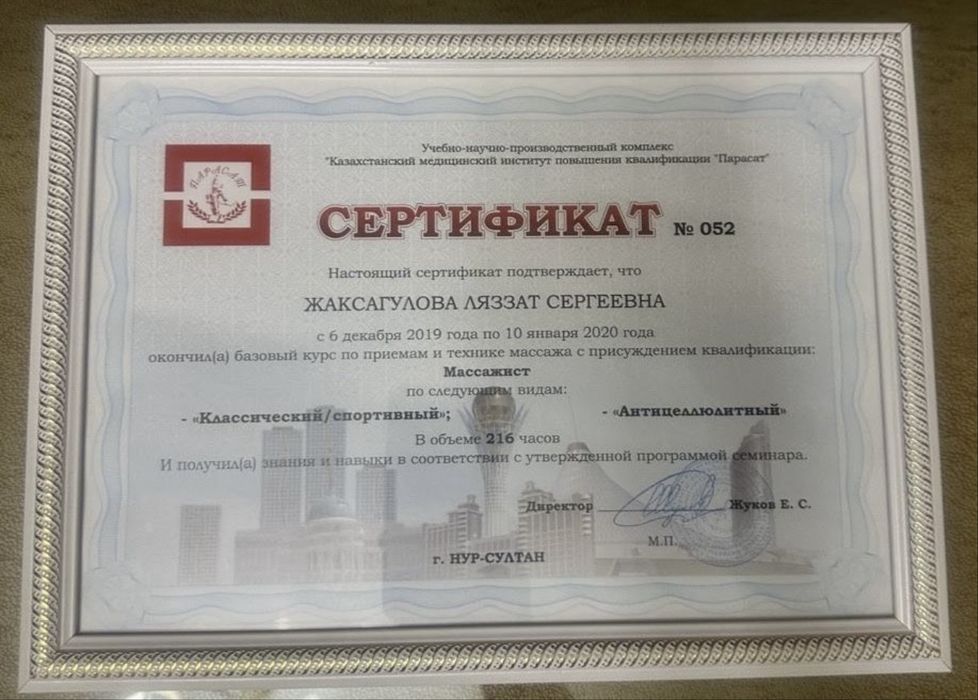 Учебно-научно-производственный комплекс
"Казахстанский медицинский институт повышения квалификации "Парасат"
ПАРАСАТ
СЕРТИФИКАТ № 052
Настоящий сертификат подтверждает, что
ЖАКСАГУЛОВА ЛЯЗЗАТ СЕРГЕЕВНА
с 6 декабря 2019 года по 10 января 2020 года
окончил(а) базовый курс по приемам и технике массажа с присуждением квалификации:
Массажист
по следующим видам:
- «Классический/спортивный»; - «Антицеллюлитный»
В объеме 216 часов
И получил(а) знания и навыки в соответствии с утвержденной программой семинара.
Директор Жуков Е. С.
М.П.
г. НУР-СУЛТАН